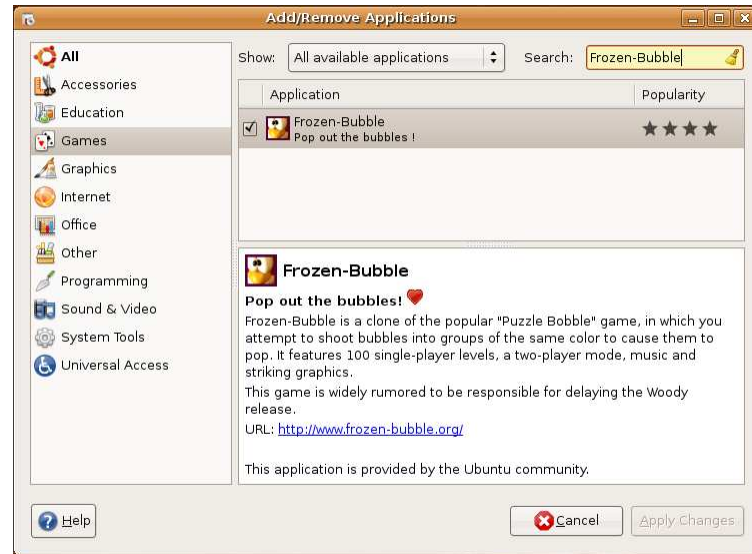 Add/Remove Applications
All
Accessories
Education
Games
Graphics
Internet
Office
Other
Programming
Sound & Video
System Tools
Universal Access
Show: All available applications Search: Frozen-Bubble
Application Popularity
Frozen-Bubble
Pop out the bubbles !
Frozen-Bubble
Pop out the bubbles!
Frozen-Bubble is a clone of the popular "Puzzle Bobble" game, in which you
attempt to shoot bubbles into groups of the same color to cause them to
pop. It features 100 single-player levels, a two-player mode, music and
striking graphics.
This game is widely rumored to be responsible for delaying the Woody
release.
URL: http://www.frozen-bubble.org/
This application is provided by the Ubuntu community.
Help
Cancel
Apply Changes